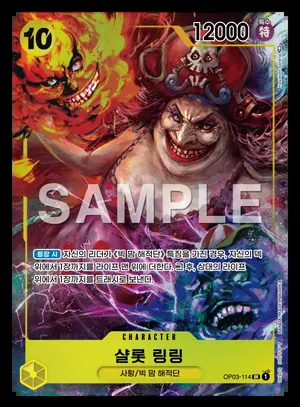 10
12000
특수
特
SAMPLE
등장 시 자신의 리더가 《빅 맘 해적단》 특징을 가진 경우, 자신의 덱
위에서 1장까지를 라이프 맨 위에 더한다. 그 후, 상대의 라이프
위에서 1장까지를 트래시로 보낸다.
CHARACTER
샬롯 링링
사황/빅 맘 해적단
OP03-114 SR 1